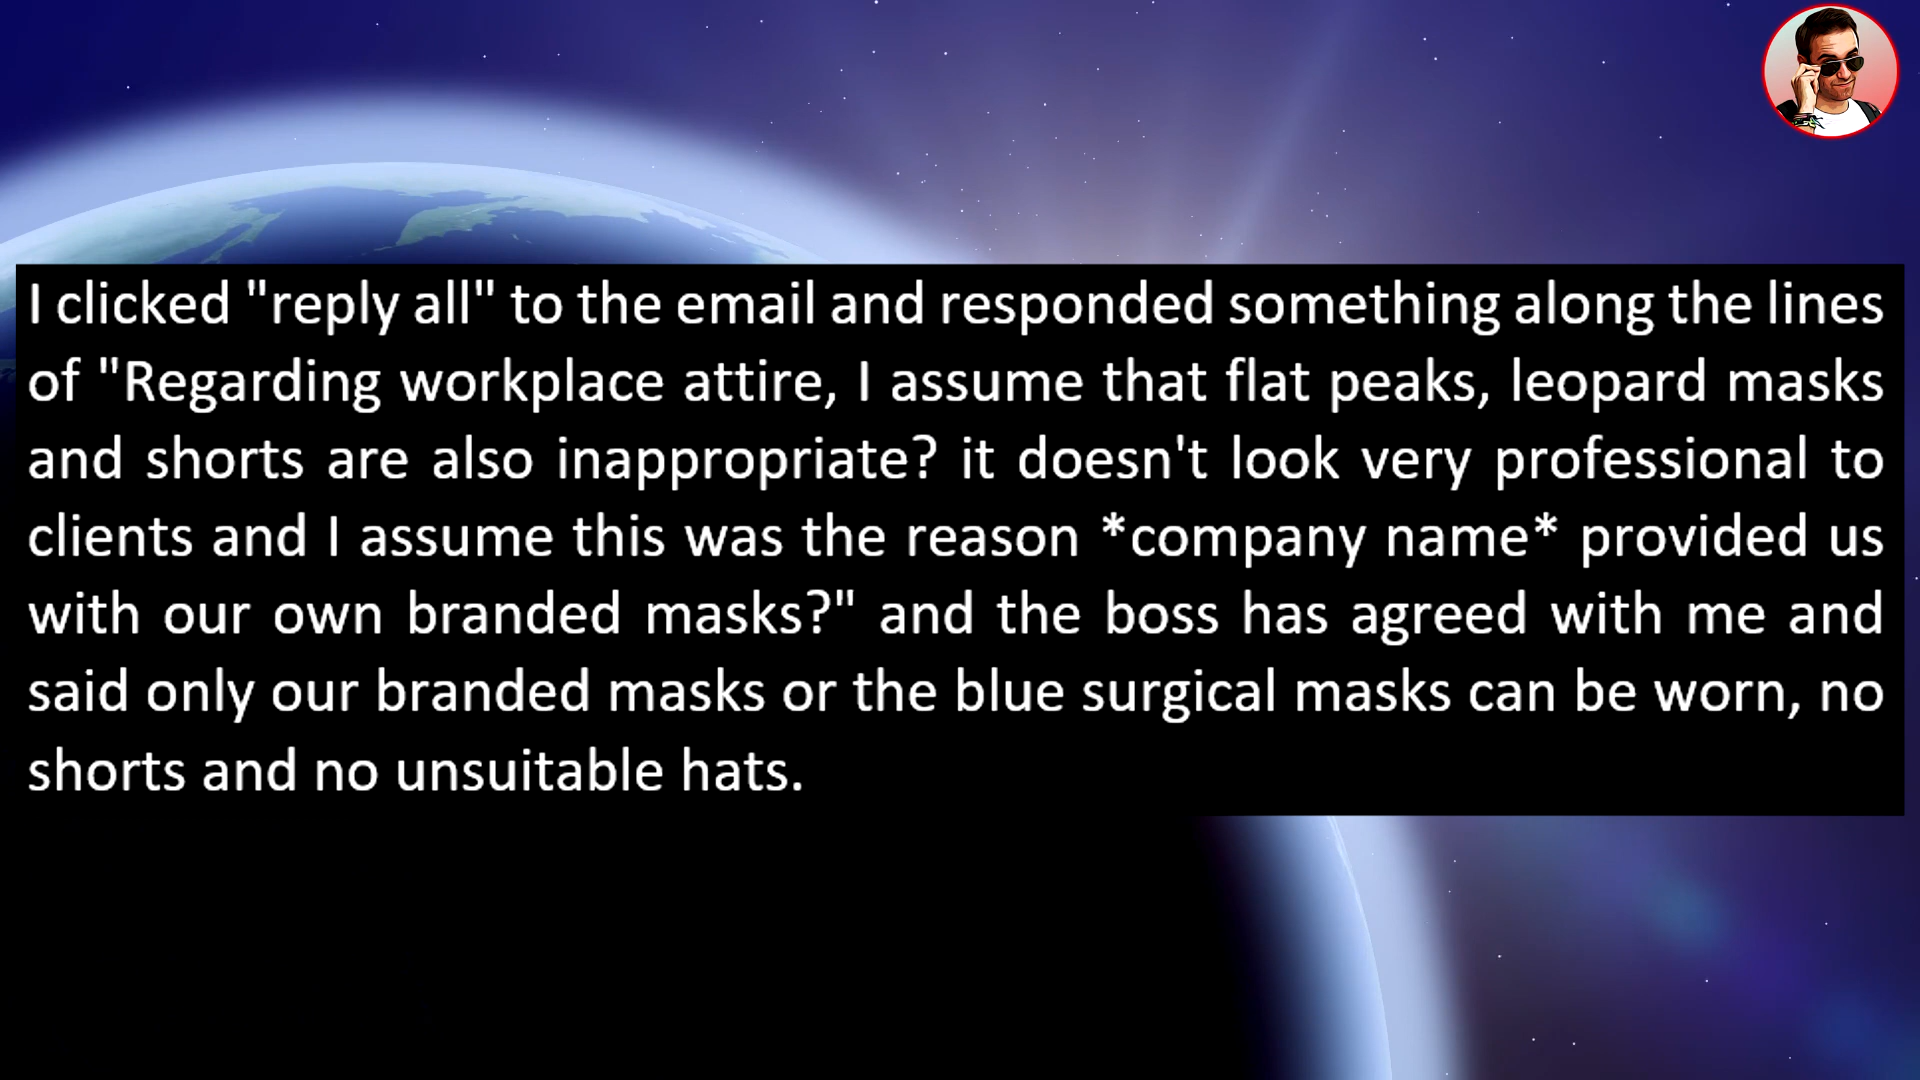 I clicked "reply all" to the email and responded something along the lines
of "Regarding workplace attire, I assume that flat peaks, leopard masks
and shorts are also inappropriate? it doesn't look very professional to
clients and I assume this was the reason *company name* provided us
with our own branded masks?" and the boss has agreed with me and
said only our branded masks or the blue surgical masks can be worn, no
shorts and no unsuitable hats.